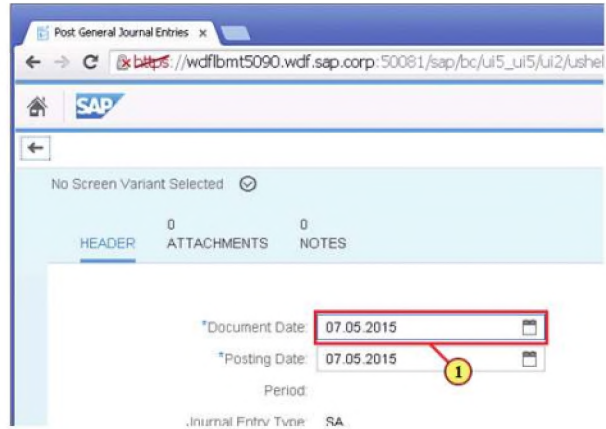 Post General Journal Entries x
https://wdflbmt5090.wdf.sap.corp:50081/sap/bc/ui5_ui5/ui2/ushel
SAP
No Screen Variant Selected
0 0
HEADER ATTACHMENTS NOTES
*Document Date: 07.05.2015
*Posting Date: 07.05.2015
1
Period:
Journal Entry Type: SA